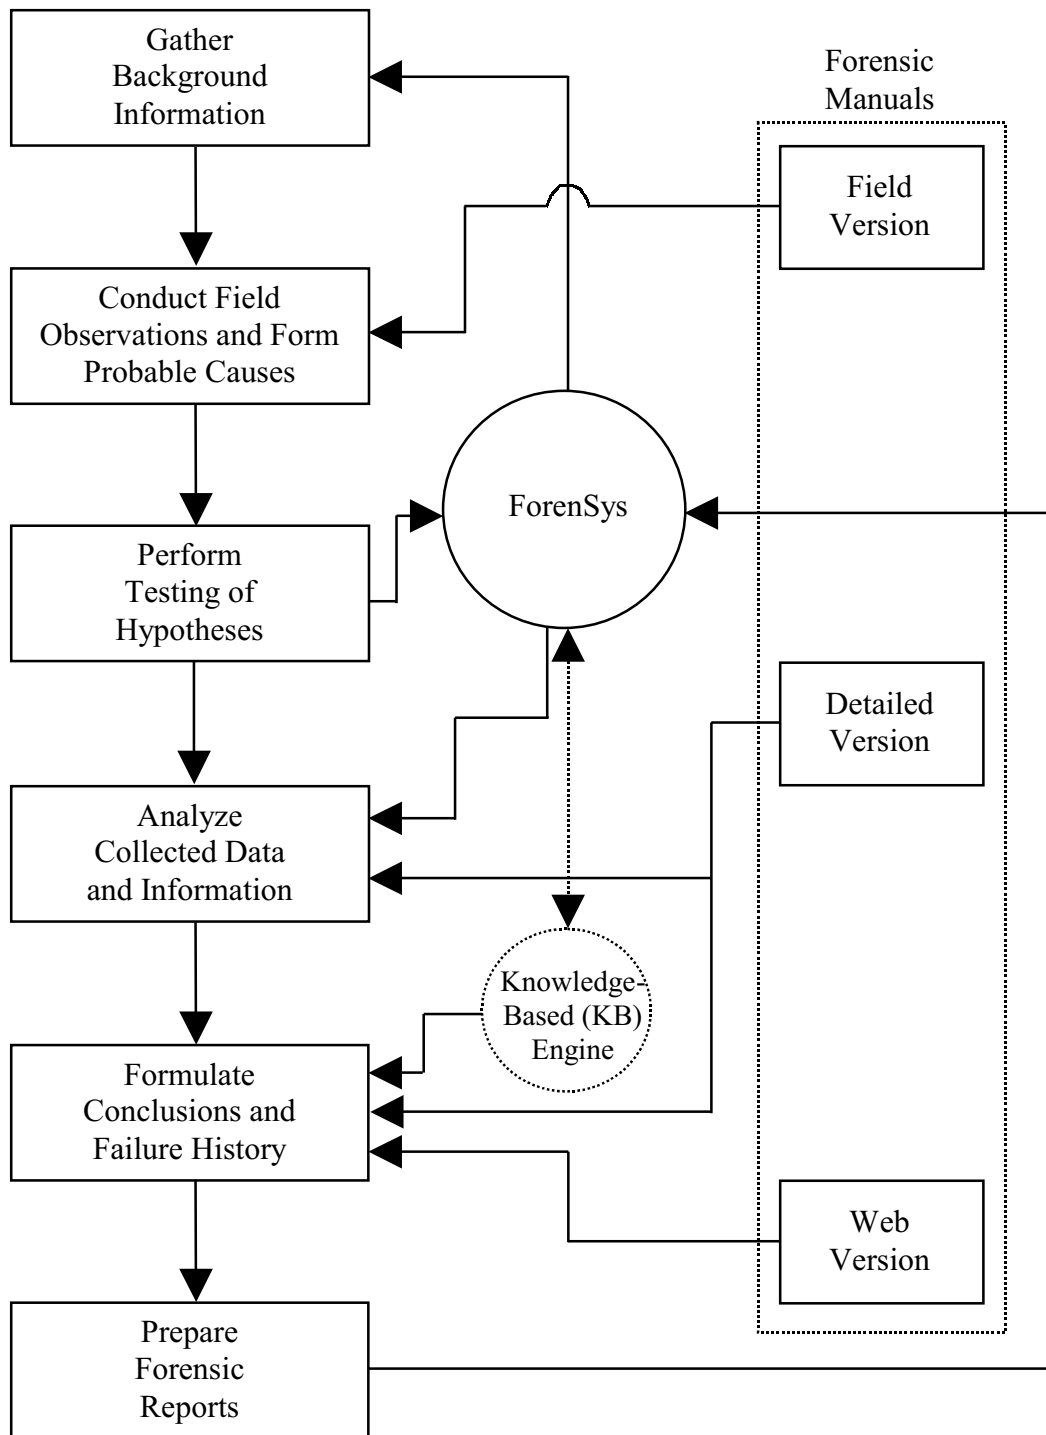 Gather
Background
Information
Forensic
Manuals
Field
Version
Conduct Field
Observations and Form
Probable Causes
ForenSys
Perform
Testing of
Hypotheses
Detailed
Version
Analyze
Collected Data
and Information
Knowledge-
Based (KB)
Engine
Formulate
Conclusions and
Failure History
Web
Version
Prepare
Forensic
Reports